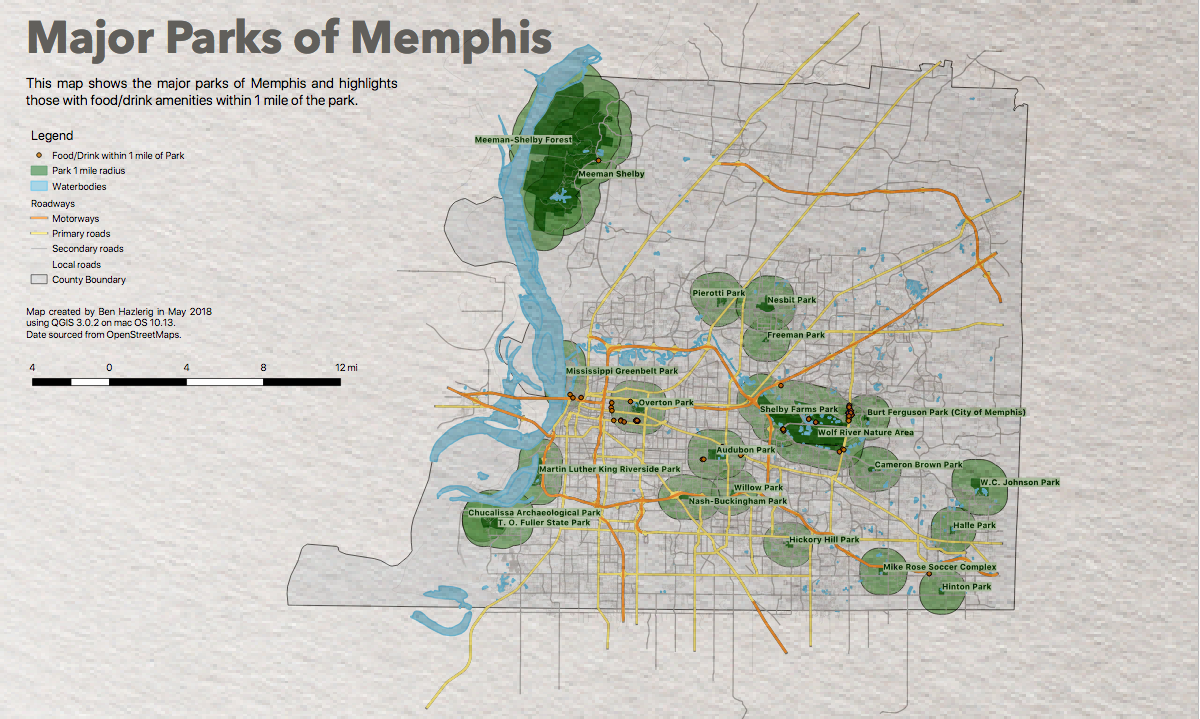 Major Parks of Memphis
This map shows the major parks of Memphis and highlights
those with food/drink amenities within 1 mile of the park.
Legend
Food/Drink within 1 mile of Park
Park 1 mile radius
Waterbodies
Roadways
Motorways
Primary roads
Secondary roads
Local roads
County Boundary
Map created by Ben Hazlerig in May 2018
using QGIS 3.0.2 on mac OS 10.13.
Date sourced from OpenStreetMaps.
4 0 4 8 12 mi
Meeman-Shelby Forest
Meeman Shelby
Pierotti Park
Nesbit Park
Freeman Park
Mississippi Greenbelt Park
Overton Park
Shelby Farms Park
Burt Ferguson Park (City of Memphis)
Wolf River Nature Area
Audubon Park
Cameron Brown Park
Martin Luther King Riverside Park
W.C. Johnson Park
Willow Park
Nash-Buckingham Park
Chucalissa Archaeological Park
T. O. Fuller State Park
Halle Park
Hickory Hill Park
Mike Rose Soccer Complex
Hinton Park